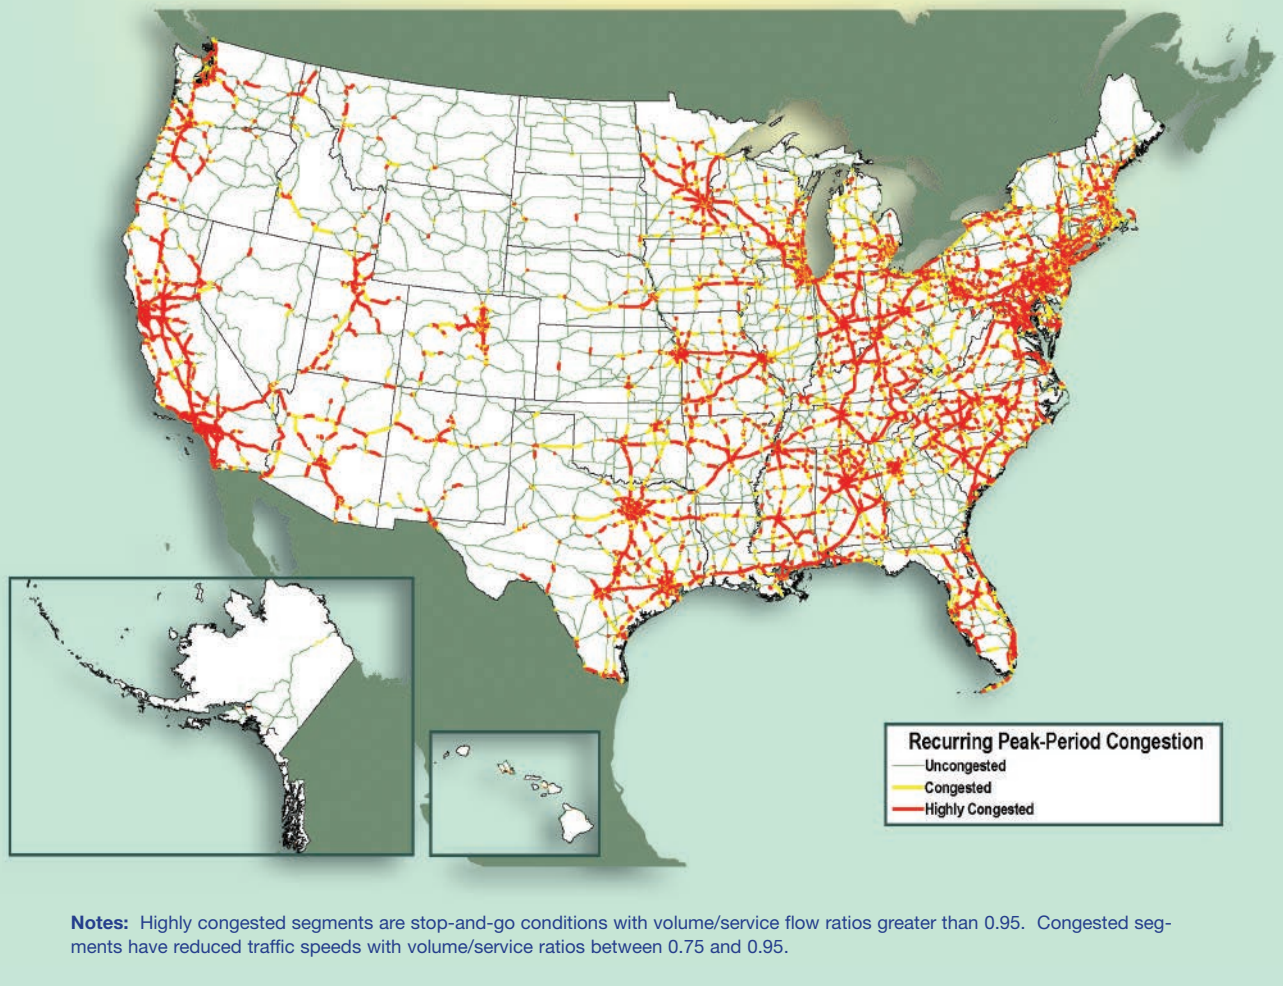 Recurring Peak-Period Congestion
Uncongested
Congested
Highly Congested
Notes: Highly congested segments are stop-and-go conditions with volume/service flow ratios greater than 0.95. Congested seg-
ments have reduced traffic speeds with volume/service ratios between 0.75 and 0.95.